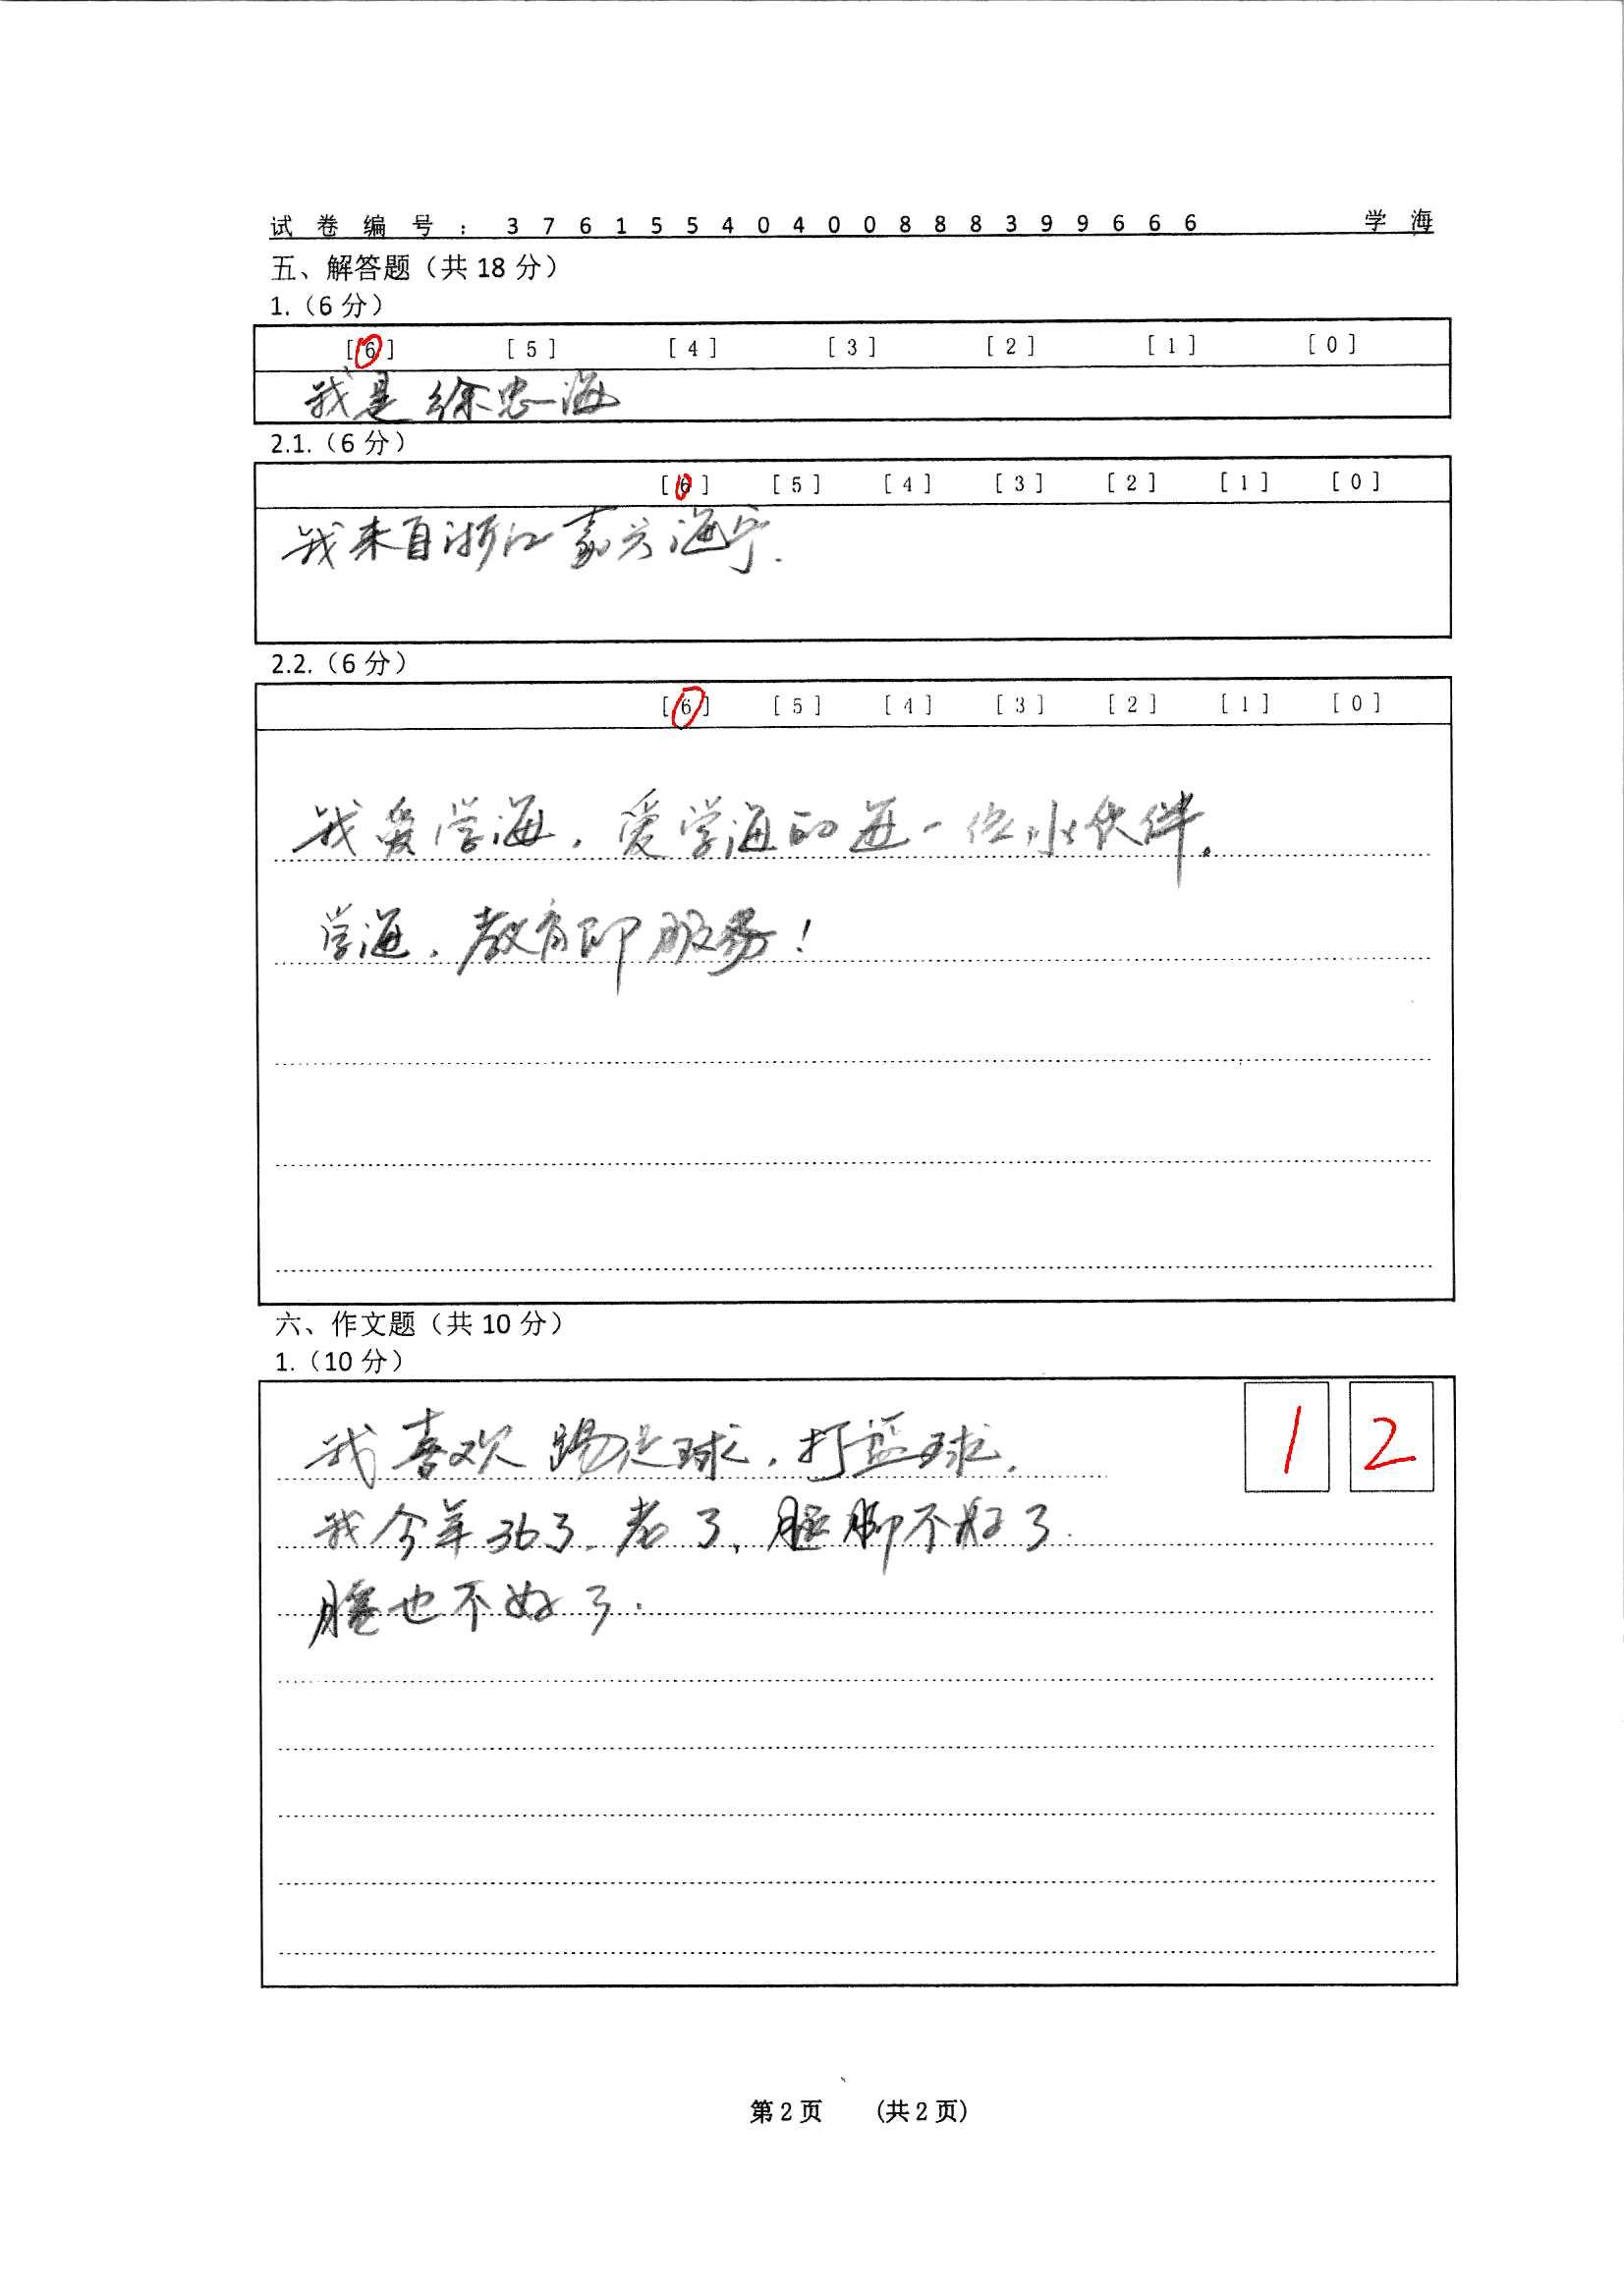 试卷编号：37615540400888399666 学海
五、解答题（共 18 分）
1.（6 分）
[6] [5] [4] [3] [2] [1] [0]
我是徐忠海
2.1.（6 分）
[6] [5] [4] [3] [2] [1] [0]
我来自浙江嘉兴海宁.
2.2.（6 分）
[6] [5] [4] [3] [2] [1] [0]
我爱学海，爱学海的每一位小伙伴。
学海，教育即服务！
六、作文题（共 10 分）
1.（10 分）
1 2
我喜欢踢足球，打篮球.
我今年36了.老了，腿脚不好了.
腰也不好了.
第 2 页 (共 2 页)